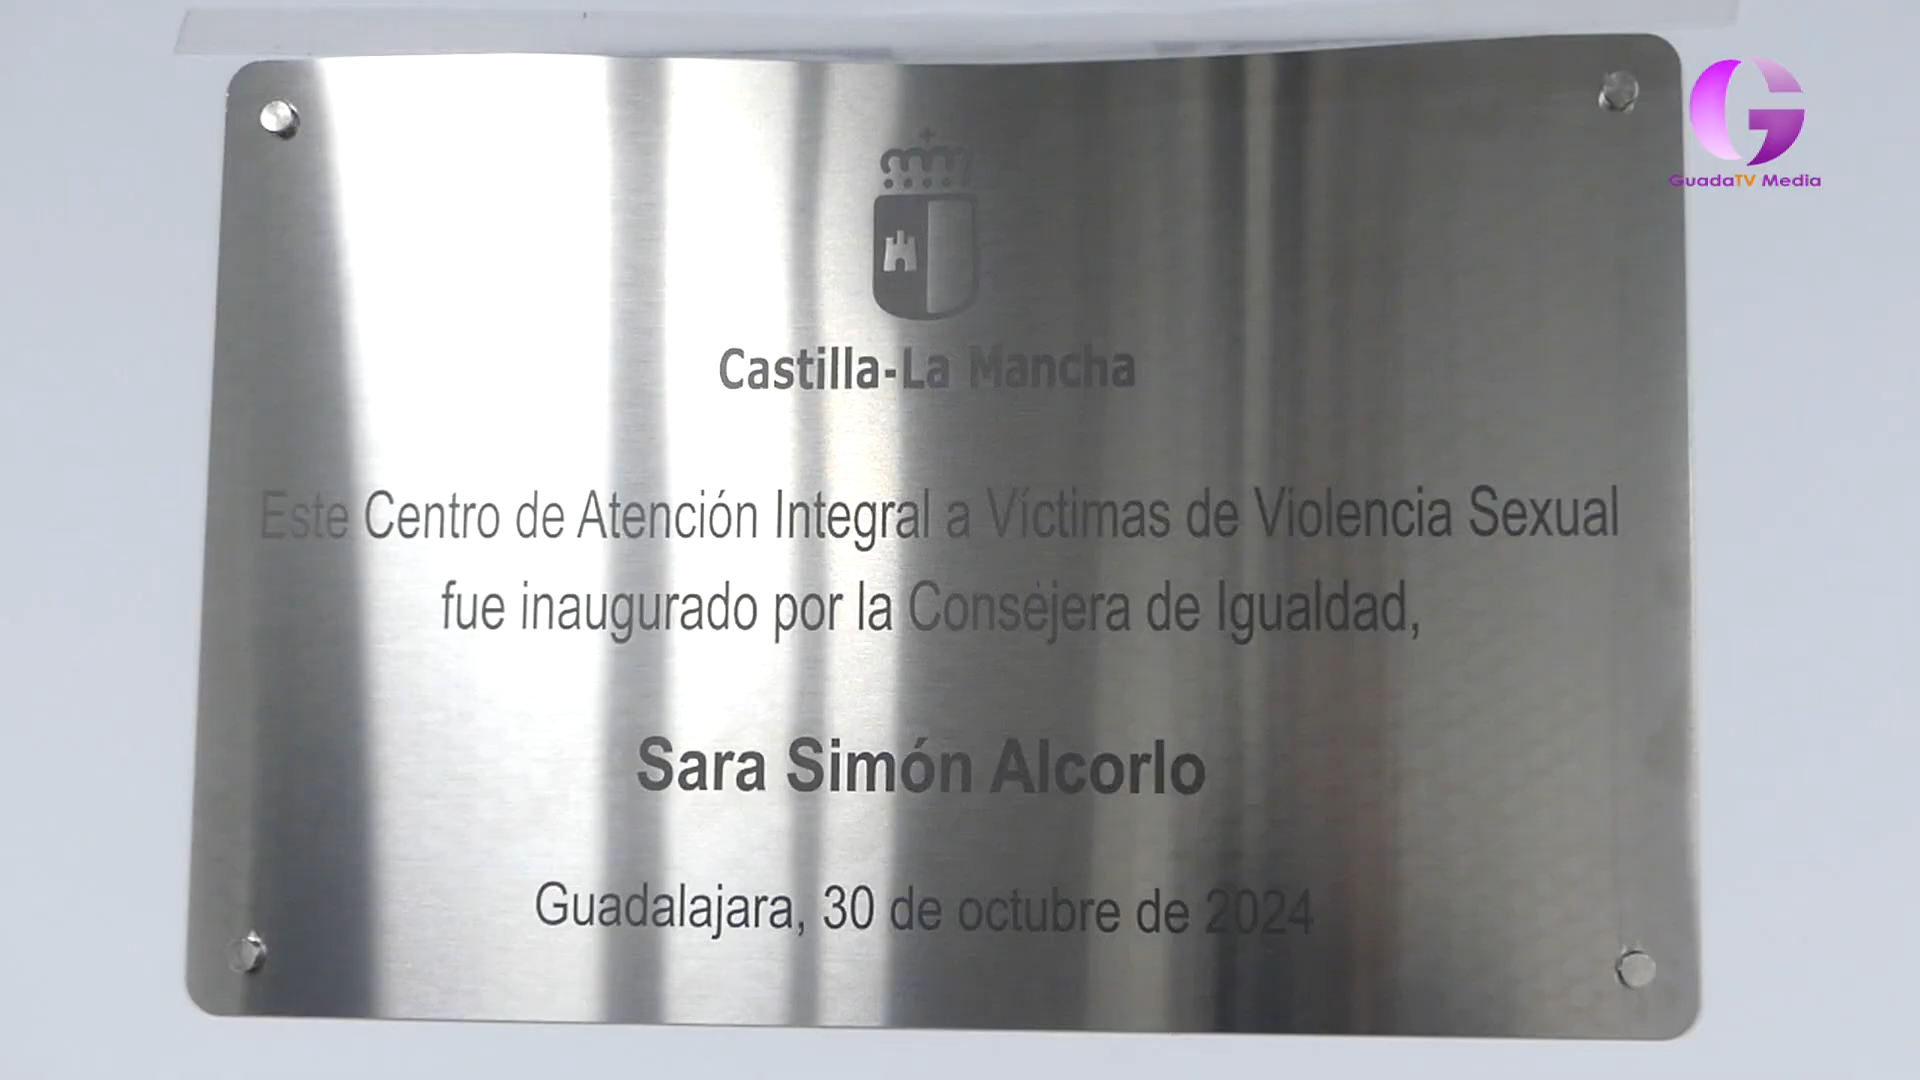 GuadaTV Media
Castilla-La Mancha
Este Centro de Atención Integral a Víctimas de Violencia Sexual
fue inaugurado por la Consejera de Igualdad,
Sara Simón Alcorlo
Guadalajara, 30 de octubre de 2024